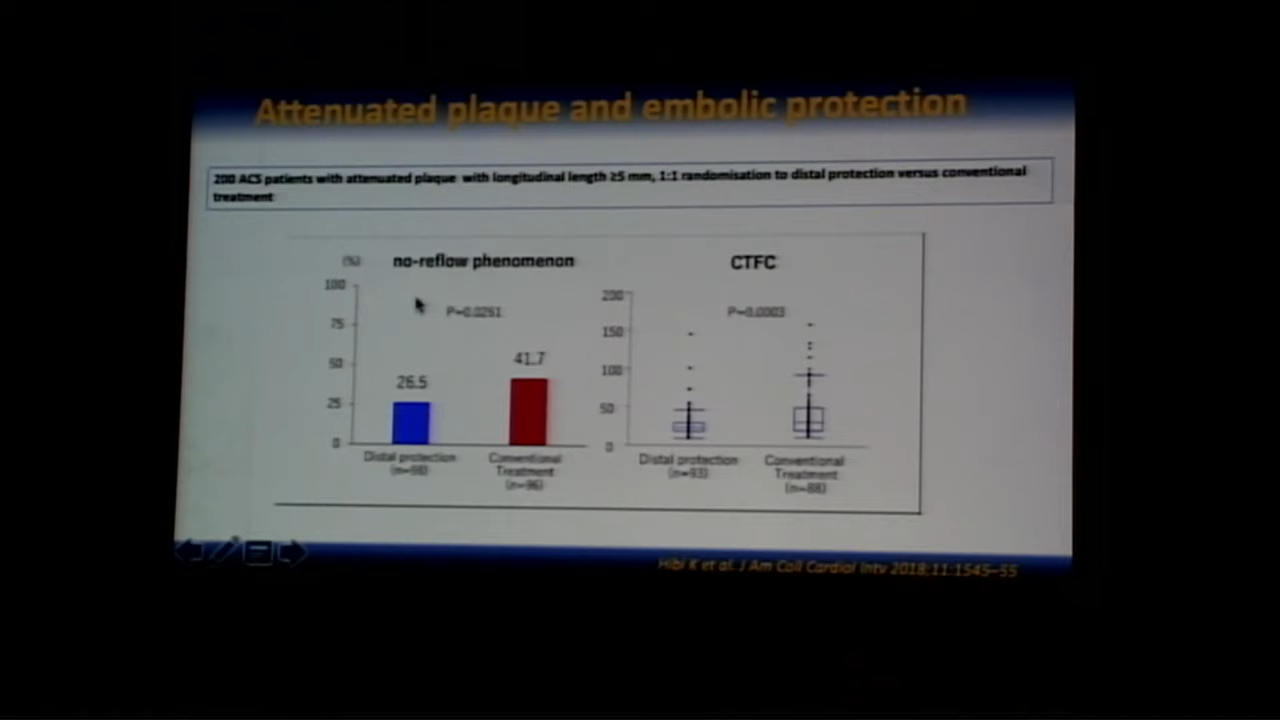 Attenuated plaque and embolic protection
200 ACS patients with attenuated plaque with longitudinal length ≥5 mm, 1:1 randomisation to distal protection versus conventional
treatment
(%)
no-reflow phenomenon
100
75
50
25
0
P=0.0261
26.5
41.7
Distal protection
(n=98)
Conventional
Treatment
(n=96)
CTFC
200
150
100
50
0
P=0.0003
Distal protection
(n=93)
Conventional
Treatment
(n=88)
Hibi K et al. J Am Coll Cardiol Intv 2018;11:1545–55